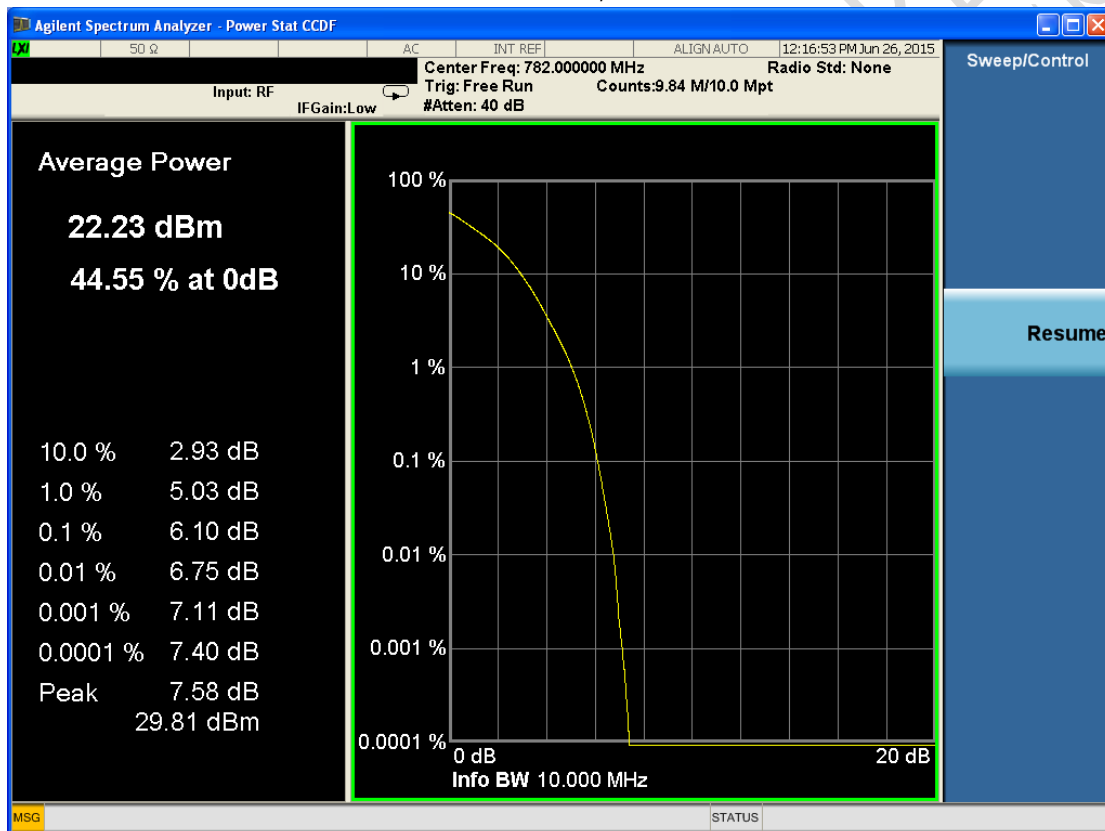 Agilent Spectrum Analyzer - Power Stat CCDF
LXI 50 Ω AC INT REF ALIGN AUTO 12:16:53 PM Jun 26, 2015
Center Freq: 782.000000 MHz Radio Std: None
Input: RF Trig: Free Run Counts:9.84 M/10.0 Mpt
IFGain:Low #Atten: 40 dB
Sweep/Control
Resume
Average Power
22.23 dBm
44.55 % at 0dB
10.0 % 2.93 dB
1.0 % 5.03 dB
0.1 % 6.10 dB
0.01 % 6.75 dB
0.001 % 7.11 dB
0.0001 % 7.40 dB
Peak 7.58 dB
29.81 dBm
100 %
10 %
1 %
0.1 %
0.01 %
0.001 %
0.0001 %
0 dB 20 dB
Info BW 10.000 MHz
MSG STATUS